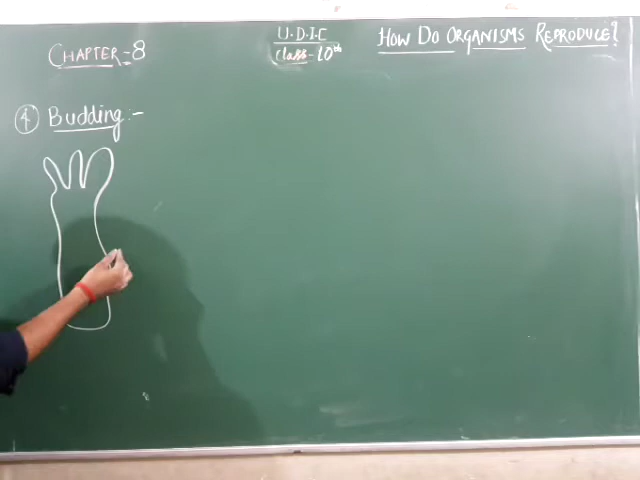 U.D.I.C
Chapter-8
Class-10th
How Do Organisms Reproduce?
④ Budding:-